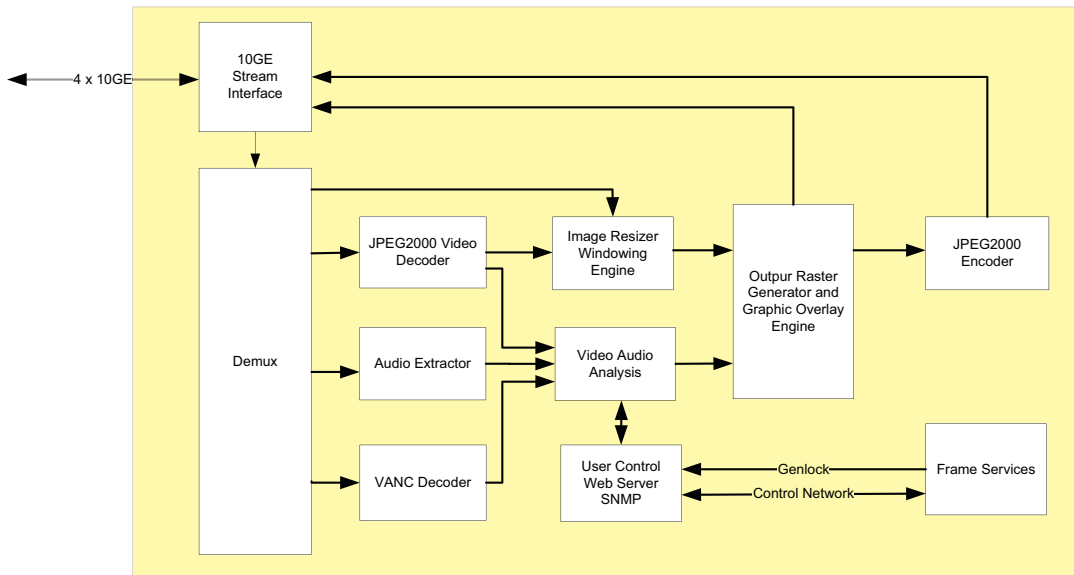 10GE
Stream
Interface
4 x 10GE
JPEG2000 Video
Decoder
Image Resizer
Windowing
Engine
JPEG2000
Encoder
Outpur Raster
Generator and
Graphic Overlay
Engine
Demux
Audio Extractor
Video Audio
Analysis
VANC Decoder
User Control
Web Server
SNMP
Genlock
Control Network
Frame Services